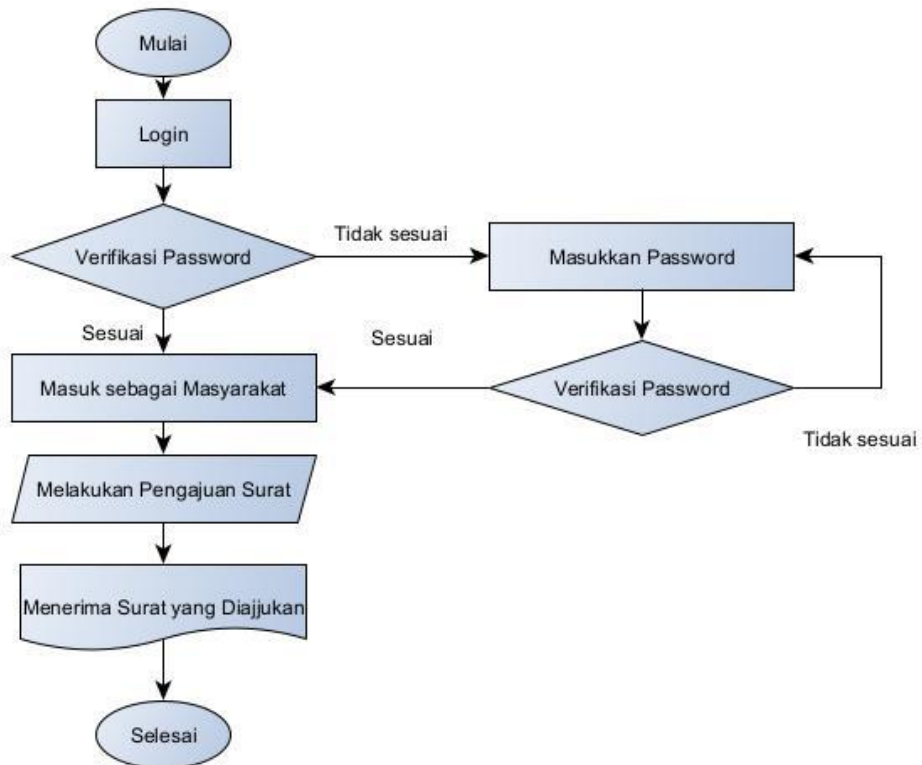 Mulai
Login
Verifikasi Password
Tidak sesuai
Masukkan Password
Sesuai
Sesuai
Masuk sebagai Masyarakat
Verifikasi Password
Tidak sesuai
Melakukan Pengajuan Surat
Menerima Surat yang Diajjukan
Selesai